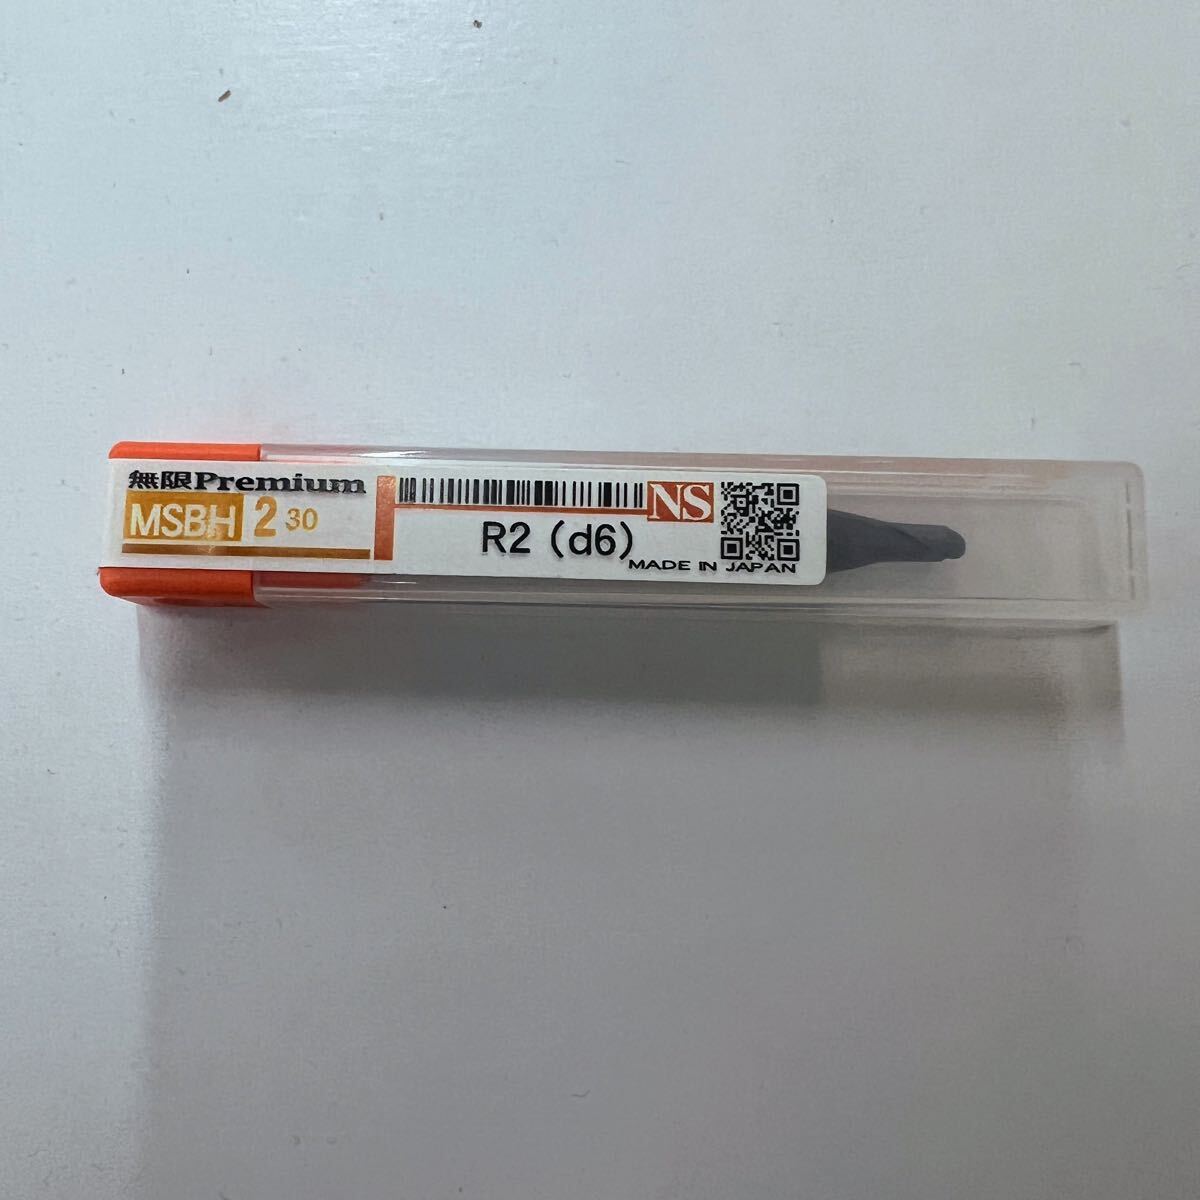 無限Premium
MSBH 2 30
NS
R2 (d6)
MADE IN JAPAN